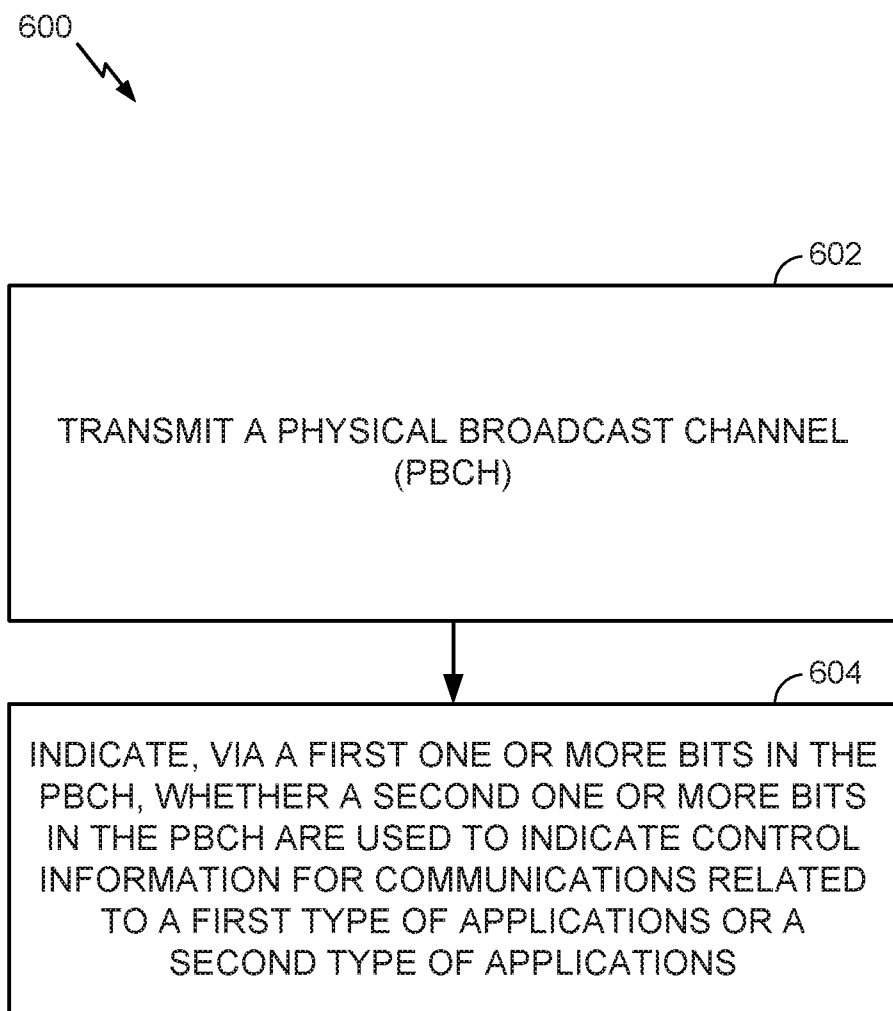 600
602
TRANSMIT A PHYSICAL BROADCAST CHANNEL
(PBCH)
604
INDICATE, VIA A FIRST ONE OR MORE BITS IN THE
PBCH, WHETHER A SECOND ONE OR MORE BITS
IN THE PBCH ARE USED TO INDICATE CONTROL
INFORMATION FOR COMMUNICATIONS RELATED
TO A FIRST TYPE OF APPLICATIONS OR A
SECOND TYPE OF APPLICATIONS